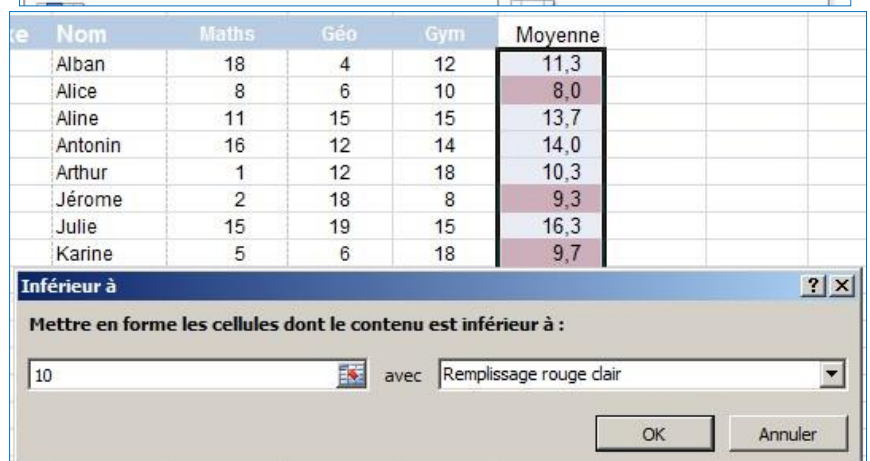 e Nom Maths Géo Gym Moyenne
Alban 18 4 12 11,3
Alice 8 6 10 8,0
Aline 11 15 15 13,7
Antonin 16 12 14 14,0
Arthur 1 12 18 10,3
Jérome 2 18 8 9,3
Julie 15 19 15 16,3
Karine 5 6 18 9,7
Inférieur à ? X
Mettre en forme les cellules dont le contenu est inférieur à :
10 avec Remplissage rouge clair
OK Annuler